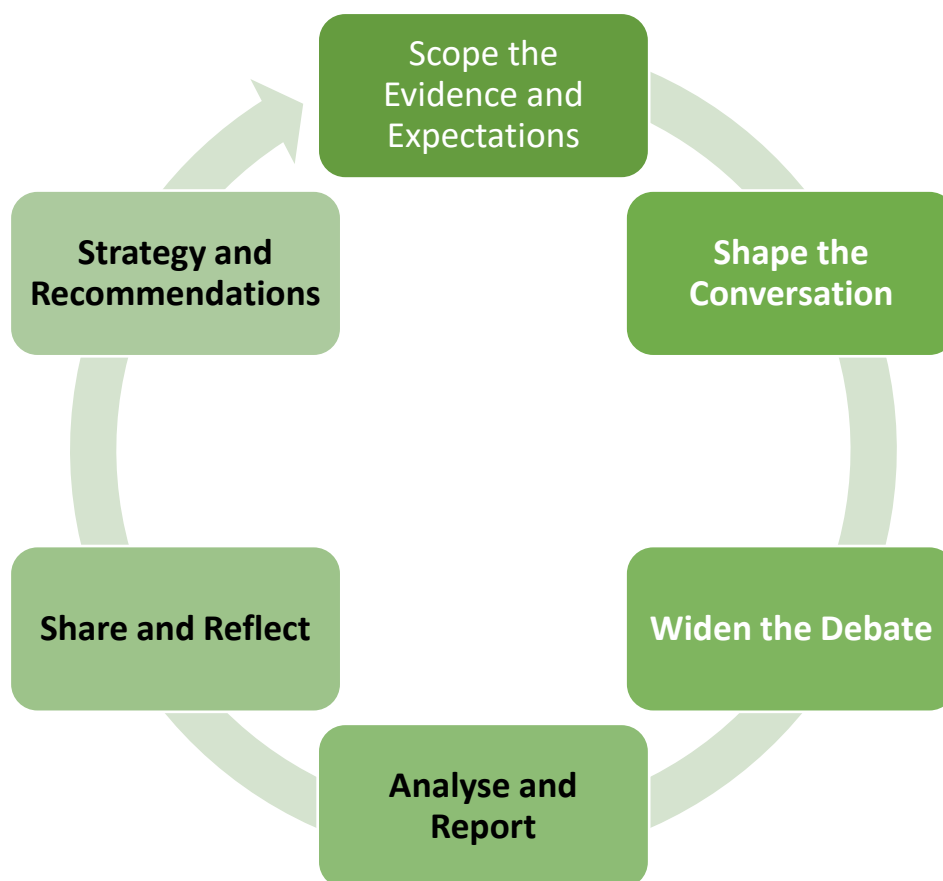 Scope the
Evidence and
Expectations
Shape the
Conversation
Widen the Debate
Analyse and
Report
Share and Reflect
Strategy and
Recommendations